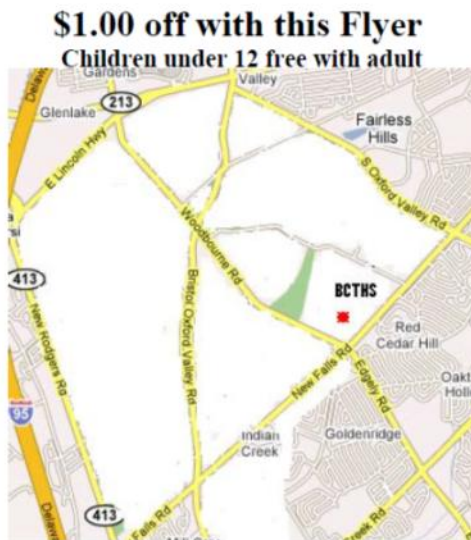 $1.00 off with this Flyer
Children under 12 free with adult
Gardens
Valley
213
Glenlake
Fairless
Hills
E Lincoln Hwy
S Oxford Valley Rd
Woodbourne Rd
413
BCTHS
Bristol Oxford Valley Rd
New Rodgers Rd
Red
Cedar Hill
New Falls Rd
Edgely Rd
95
Indian
Creek
Goldenridge
413
Falls Rd
Creek Rd